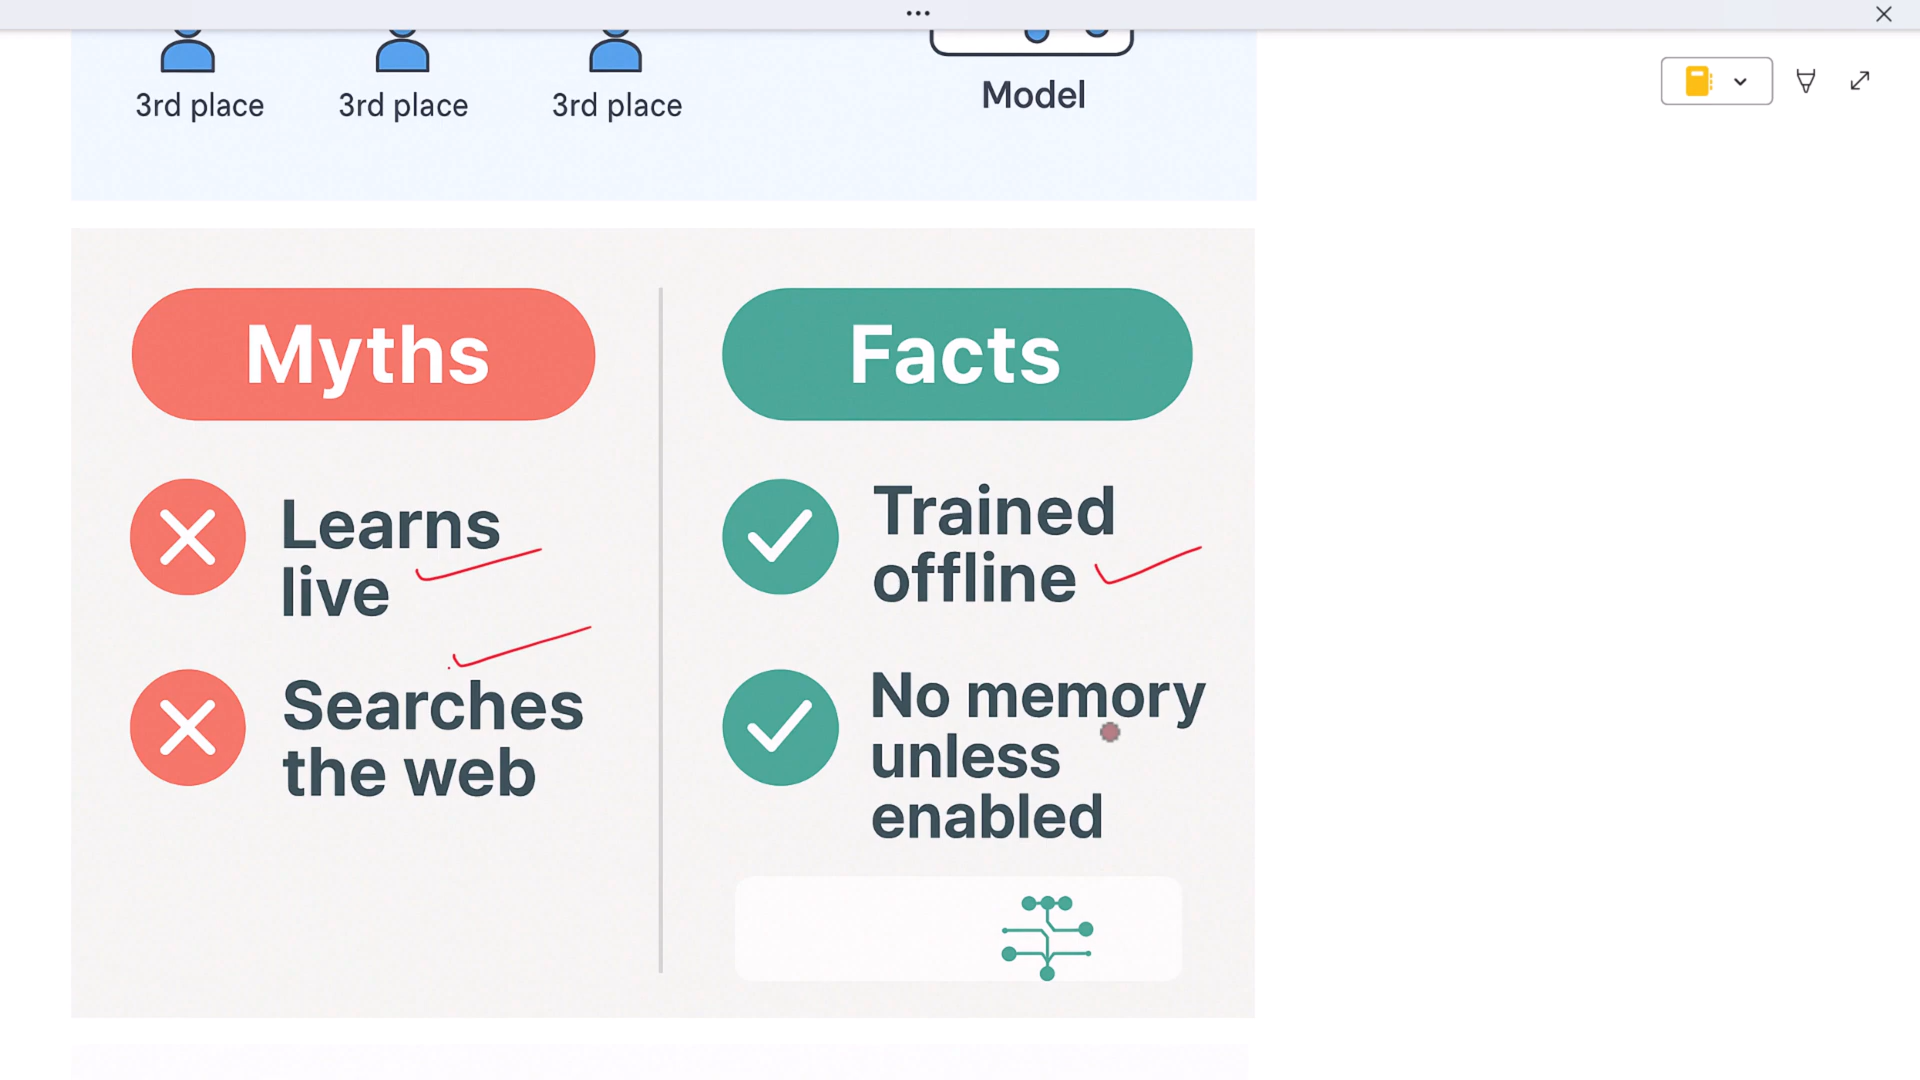 3rd place 3rd place 3rd place
Model
Myths
Facts
Learns
live
Searches
the web
Trained
offline
No memory
unless
enabled